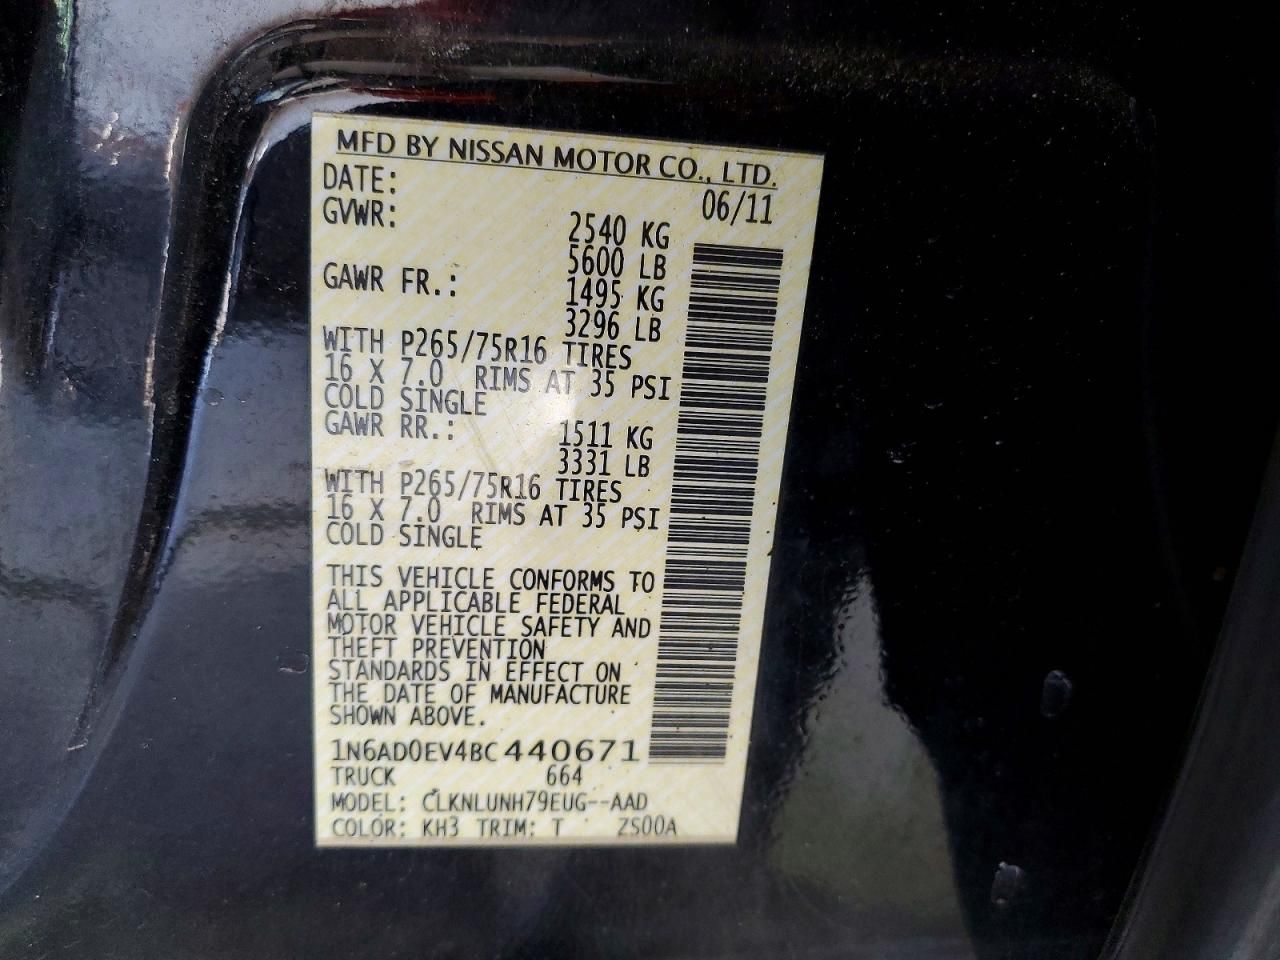 MFD BY NISSAN MOTOR CO., LTD.
DATE: 06/11
GVWR: 2540 KG
5600 LB
GAWR FR.: 1495 KG
3296 LB
WITH P265/75R16 TIRES
16 X 7.0 RIMS AT 35 PSI
COLD SINGLE
GAWR RR.: 1511 KG
3331 LB
WITH P265/75R16 TIRES
16 X 7.0 RIMS AT 35 PSI
COLD SINGLE
THIS VEHICLE CONFORMS TO
ALL APPLICABLE FEDERAL
MOTOR VEHICLE SAFETY AND
THEFT PREVENTION
STANDARDS IN EFFECT ON
THE DATE OF MANUFACTURE
SHOWN ABOVE.
1N6AD0EV4BC440671
TRUCK 664
MODEL: CLKNLUNH79EUG--AAD
COLOR: KH3 TRIM: T ZS00A